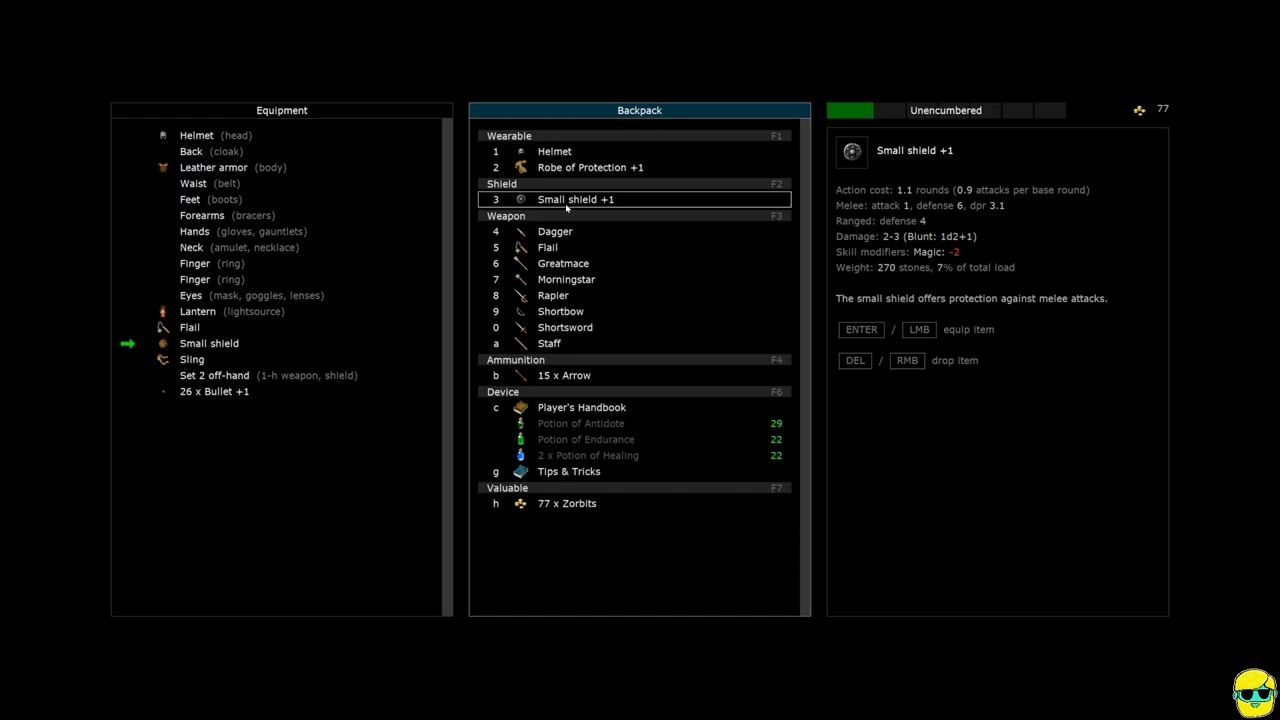 Equipment
Helmet (head)
Back (cloak)
Leather armor (body)
Waist (belt)
Feet (boots)
Forearms (bracers)
Hands (gloves, gauntlets)
Neck (amulet, necklace)
Finger (ring)
Finger (ring)
Eyes (mask, goggles, lenses)
Lantern (lightsource)
Flail
Small shield
Sling
Set 2 off-hand (1-h weapon, shield)
26 x Bullet +1
Backpack
Wearable F1
1 Helmet
2 Robe of Protection +1
Shield F2
3 Small shield +1
Weapon F3
4 Dagger
5 Flail
6 Greatmace
7 Morningstar
8 Rapier
9 Shortbow
0 Shortsword
a Staff
Ammunition F4
b 15 x Arrow
Device F6
c Player's Handbook
Potion of Antidote 29
Potion of Endurance 22
2 x Potion of Healing 22
g Tips & Tricks
Valuable F7
h 77 x Zorbits
Unencumbered 77
Small shield +1
Action cost: 1.1 rounds (0.9 attacks per base round)
Melee: attack 1, defense 6, dpr 3.1
Ranged: defense 4
Damage: 2-3 (Blunt: 1d2+1)
Skill modifiers: Magic: -2
Weight: 270 stones, 7% of total load
The small shield offers protection against melee attacks.
ENTER / LMB equip item
DEL / RMB drop item